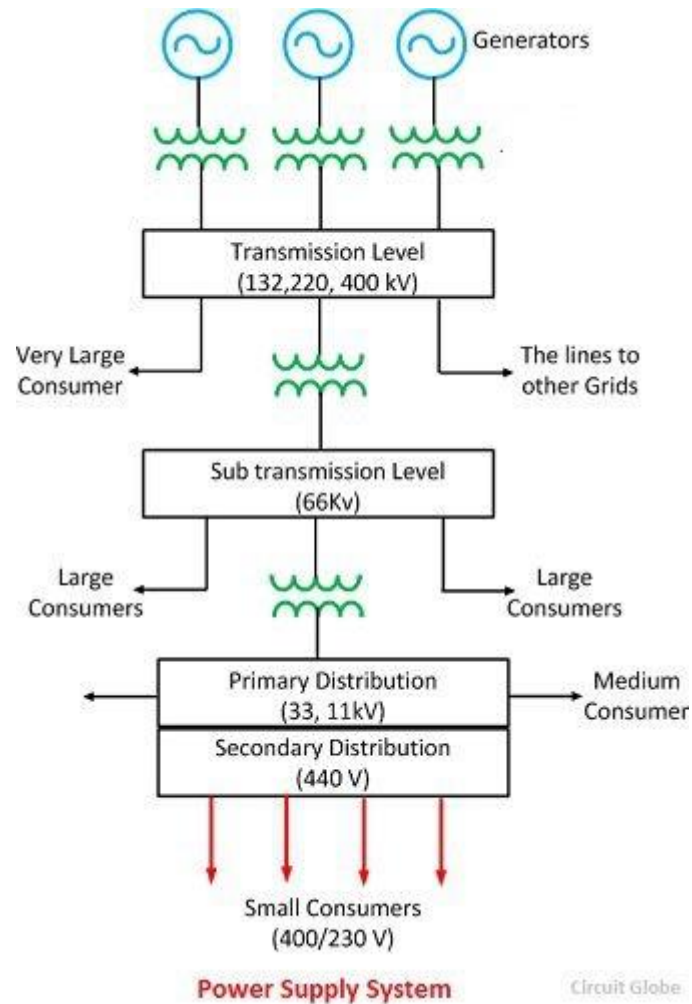 Generators
Transmission Level
(132,220, 400 kV)
Very Large
Consumer
The lines to
other Grids
Sub transmission Level
(66Kv)
Large
Consumers
Large
Consumers
Primary Distribution
(33, 11kV)
Medium
Consumer
Secondary Distribution
(440 V)
Small Consumers
(400/230 V)
Power Supply System
Circuit Globe